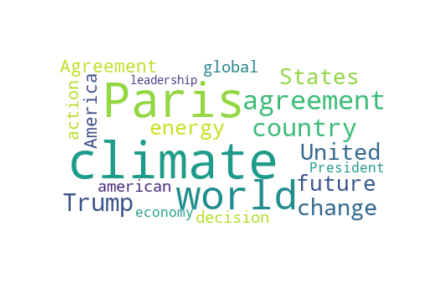 Agreement
leadership
global
States
action
America
Paris
agreement
energy
country
climate
United
President
american
world
future
Trump
economy
decision
change